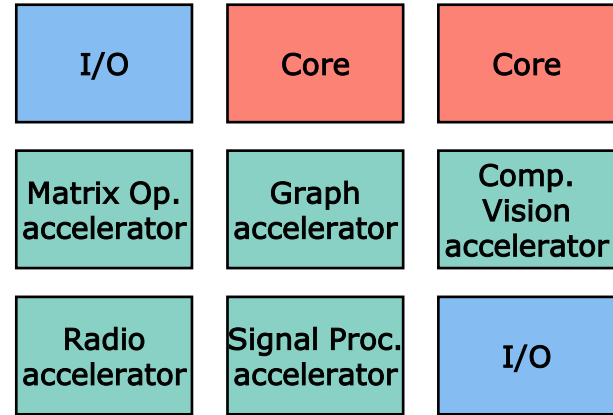 I/O
Core
Core
Matrix Op.
accelerator
Graph
accelerator
Comp.
Vision
accelerator
Radio
accelerator
Signal Proc.
accelerator
I/O